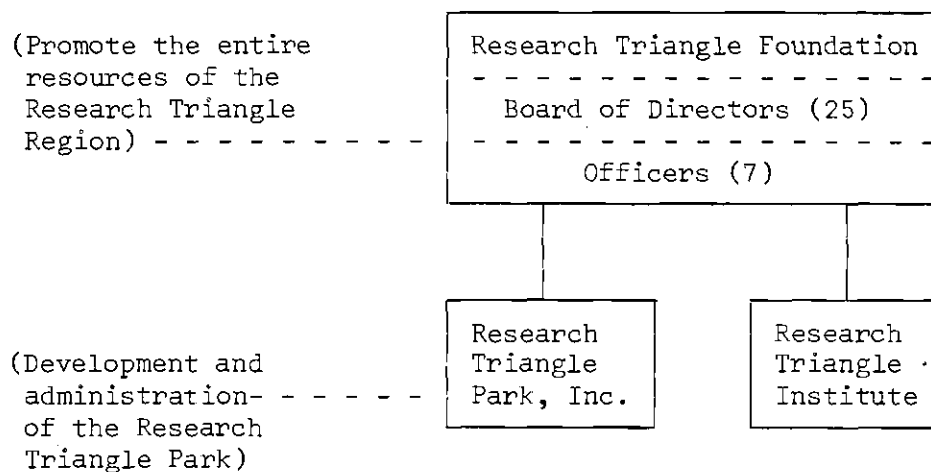 (Promote the entire
resources of the
Research Triangle
Region)
Research Triangle Foundation
Board of Directors (25)
Officers (7)
(Development and
administration
of the Research
Triangle Park)
Research
Triangle
Park, Inc.
Research
Triangle
Institute